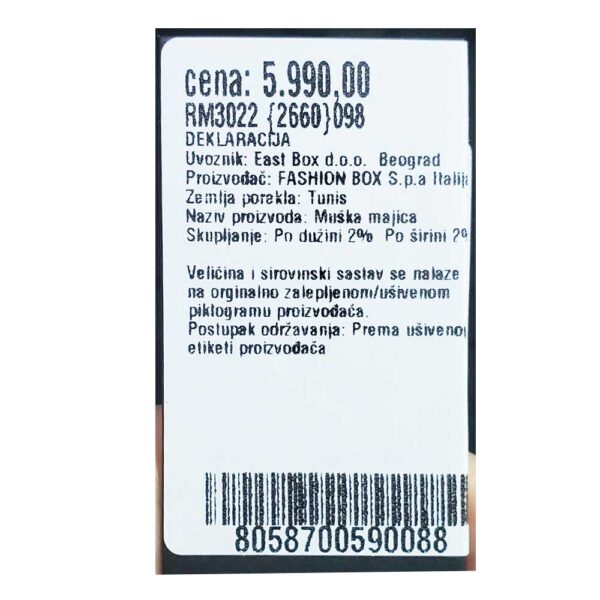 cena: 5.990,00
RM3022 {2660}098
DEKLARACIJA
Uvoznik: East Box d.o.o. Beograd
Proizvođač: FASHION BOX S.p.a Italija
Zemlja porekla: Tunis
Naziv proizvoda: Muška majica
Skupljanje: Po dužini 2% Po širini 2%
Veličina i sirovinski sastav se nalaze
na orginalno zalepljenom/ušivenom
piktogramu proizvođača.
Postupak održavanja: Prema ušivenoj
etiketi proizvođača
8058700590088